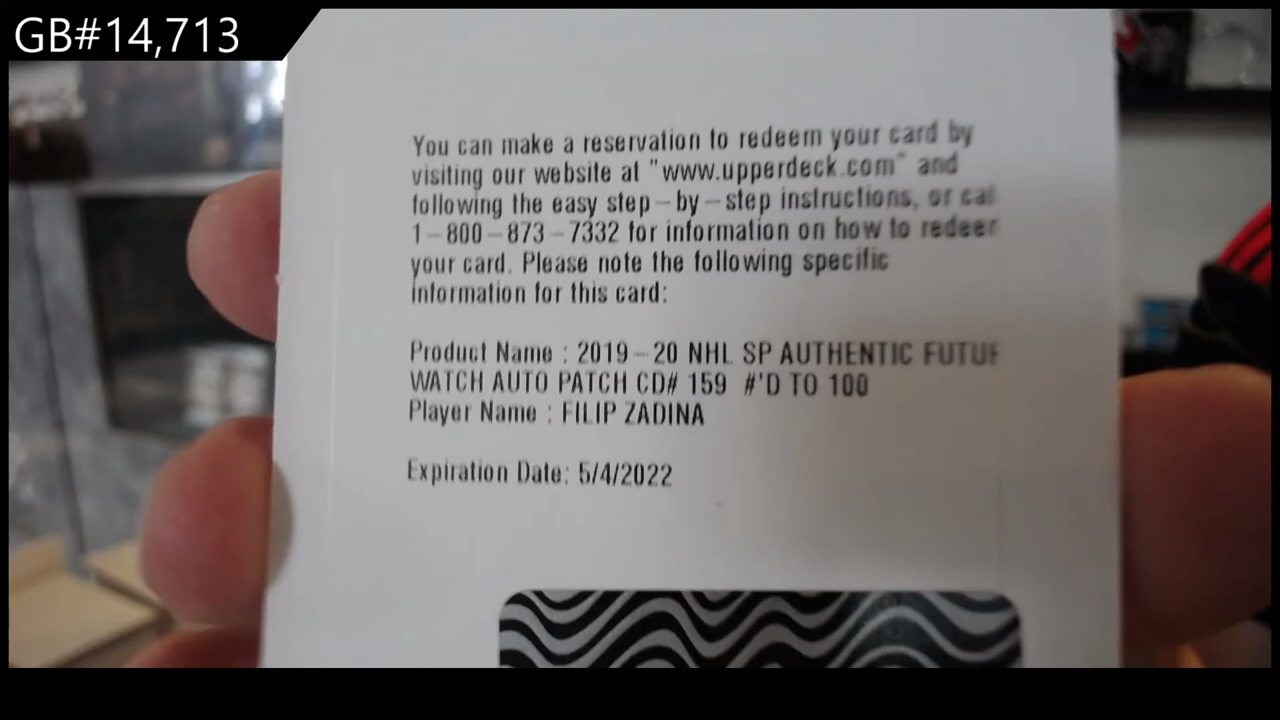 GB#14,713
You can make a reservation to redeem your card by
visiting our website at "www.upperdeck.com" and
following the easy step-by-step instructions, or cal
1-800-873-7332 for information on how to redeer
your card. Please note the following specific
information for this card:
Product Name : 2019-20 NHL SP AUTHENTIC FUTUF
WATCH AUTO PATCH CD# 159 #'D TO 100
Player Name : FILIP ZADINA
Expiration Date: 5/4/2022